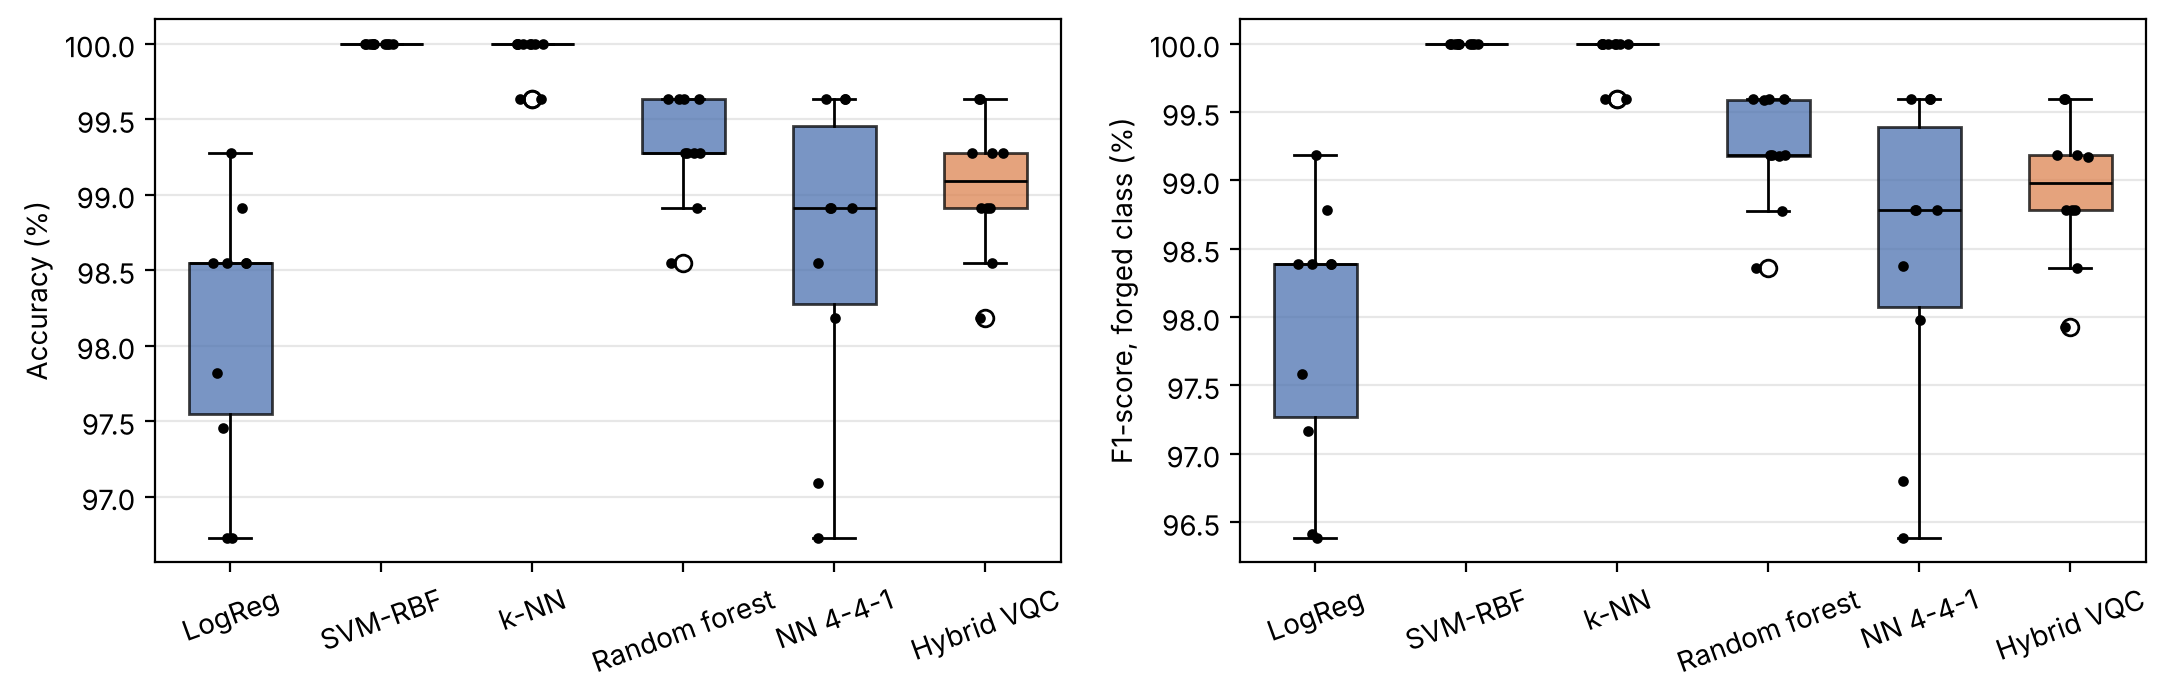 Accuracy (%)
100.0
99.5
99.0
98.5
98.0
97.5
97.0
LogReg
SVM-RBF
k-NN
Random forest
NN 4-4-1
Hybrid VQC
F1-score, forged class (%)
100.0
99.5
99.0
98.5
98.0
97.5
97.0
96.5
LogReg
SVM-RBF
k-NN
Random forest
NN 4-4-1
Hybrid VQC